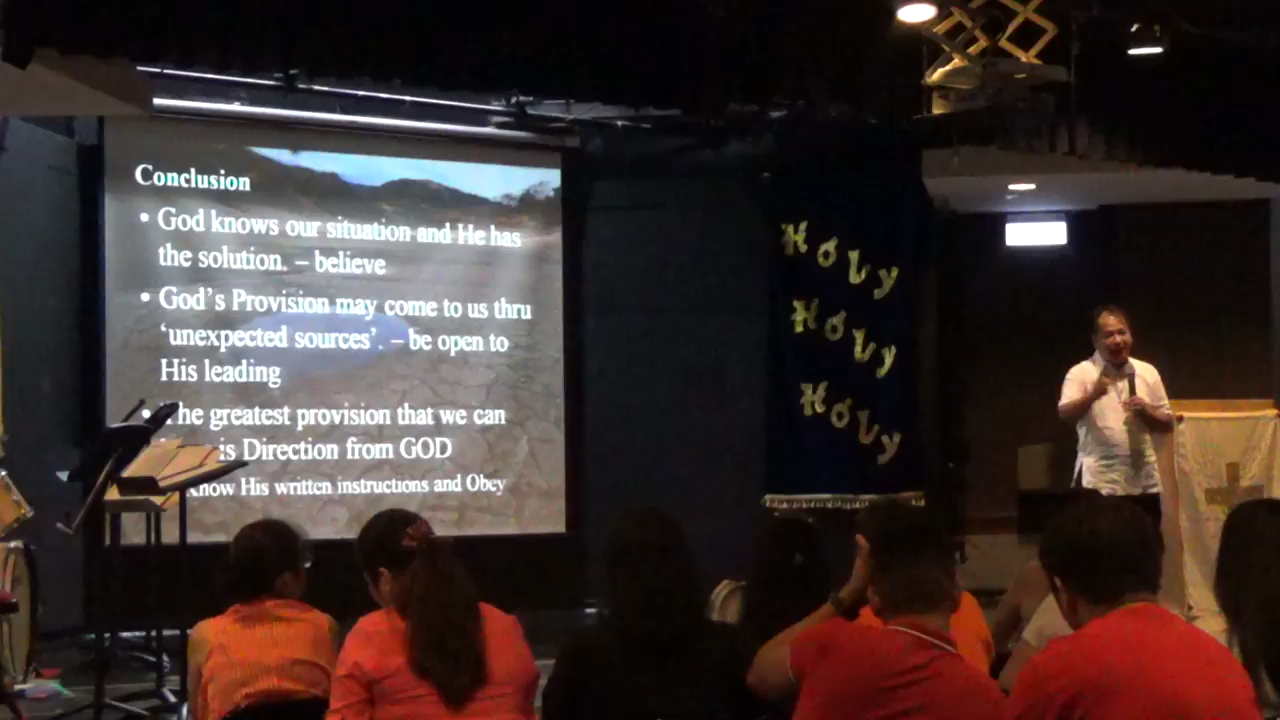 Conclusion
• God knows our situation and He has
the solution. – believe
• God's Provision may come to us thru
'unexpected sources'. – be open to
His leading
• The greatest provision that we can
is Direction from GOD
Know His written instructions and Obey
Holy
Holy
Holy